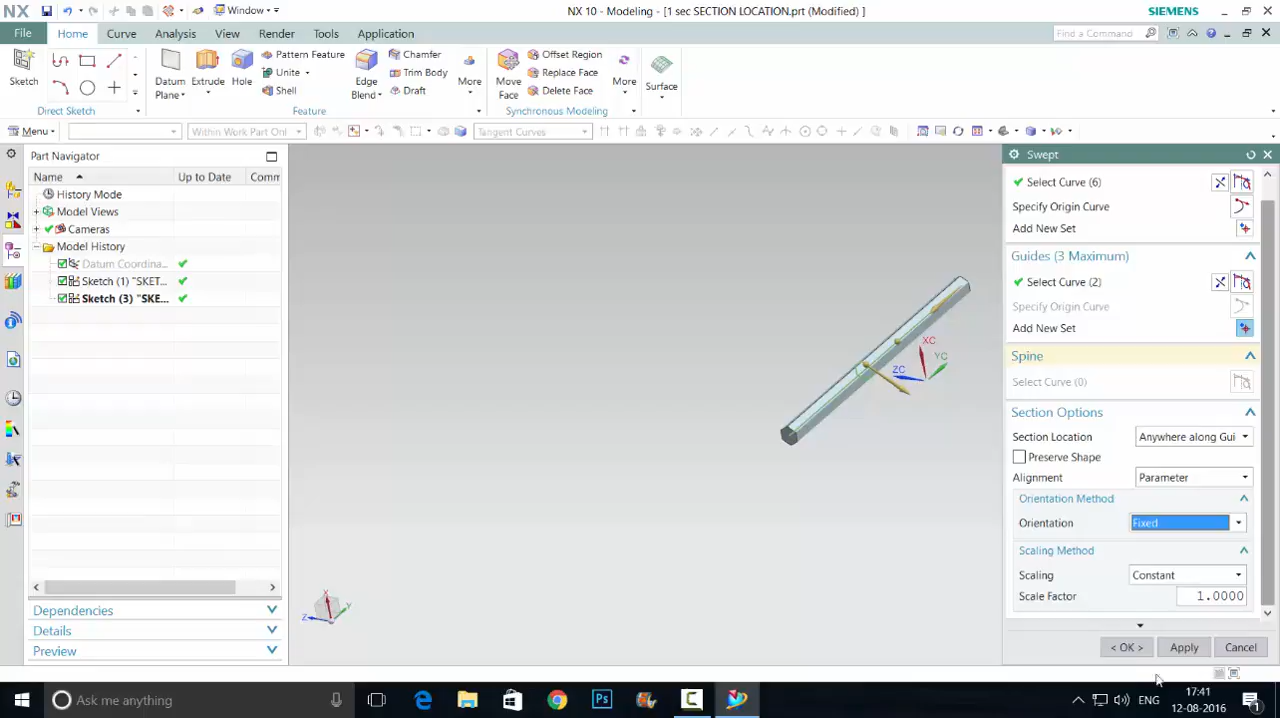 NX Window NX 10 - Modeling - [1 sec SECTION LOCATION.prt (Modified) ] SIEMENS
File Home Curve Analysis View Render Tools Application Find a Command
Sketch Datum Plane Extrude Hole Pattern Feature Unite Shell Edge Blend Chamfer Trim Body Draft More Move Face Offset Region Replace Face Delete Face More Surface
Direct Sketch Feature Synchronous Modeling
Menu Within Work Part Onl Tangent Curves
Part Navigator
Name Up to Date Comm
History Mode
Model Views
Cameras
Model History
Datum Coordina...
Sketch (1) "SKET...
Sketch (3) "SKE...
Dependencies
Details
Preview
XC
YC
ZC
X
Y
Z
Swept
Select Curve (6)
Specify Origin Curve
Add New Set
Guides (3 Maximum)
Select Curve (2)
Specify Origin Curve
Add New Set
Spine
Select Curve (0)
Section Options
Section Location Anywhere along Gui
Preserve Shape
Alignment Parameter
Orientation Method
Orientation Fixed
Scaling Method
Scaling Constant
Scale Factor 1.0000
< OK > Apply Cancel
Ask me anything Ps ENG 17:41
12-08-2016 1